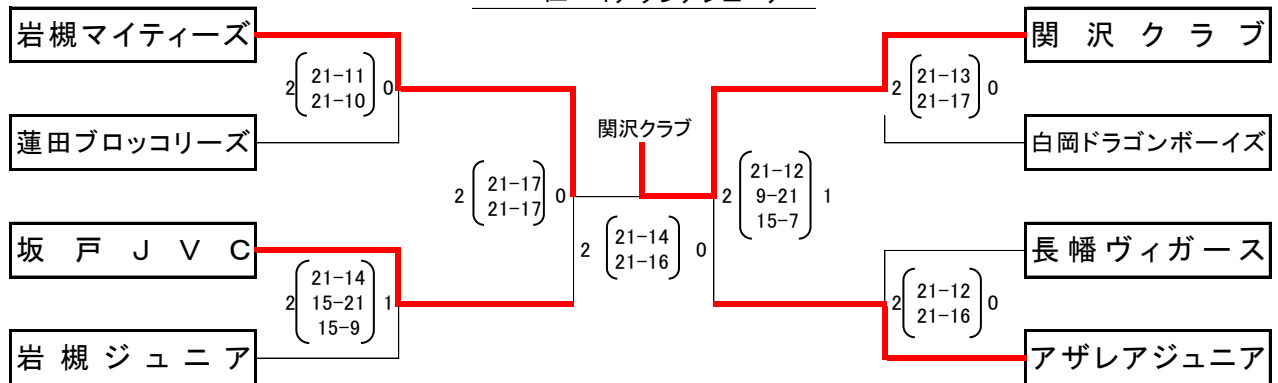 岩槻マイティーズ
関沢クラブ
2 21-11 0
21-10
2 21-13 0
21-17
関沢クラブ
蓮田ブロッコリーズ
白岡ドラゴンボーイズ
2 21-17 0
21-17
2 21-12 1
9-21
15-7
坂戸JVC
長幡ヴィガース
2 21-14 0
21-16
2 21-14 1
15-21
15-9
2 21-12 0
21-16
岩槻ジュニア
アザレアジュニア